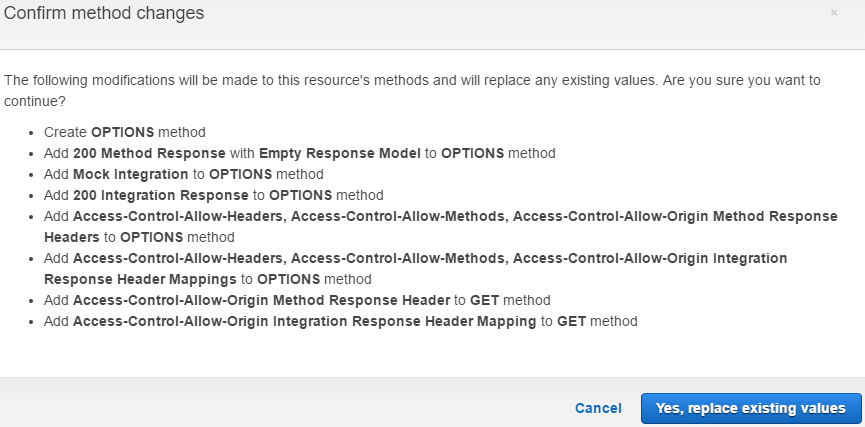 Confirm method changes
×
The following modifications will be made to this resource's methods and will replace any existing values. Are you sure you want to
continue?
• Create OPTIONS method
• Add 200 Method Response with Empty Response Model to OPTIONS method
• Add Mock Integration to OPTIONS method
• Add 200 Integration Response to OPTIONS method
• Add Access-Control-Allow-Headers, Access-Control-Allow-Methods, Access-Control-Allow-Origin Method Response
Headers to OPTIONS method
• Add Access-Control-Allow-Headers, Access-Control-Allow-Methods, Access-Control-Allow-Origin Integration
Response Header Mappings to OPTIONS method
• Add Access-Control-Allow-Origin Method Response Header to GET method
• Add Access-Control-Allow-Origin Integration Response Header Mapping to GET method
Cancel
Yes, replace existing values